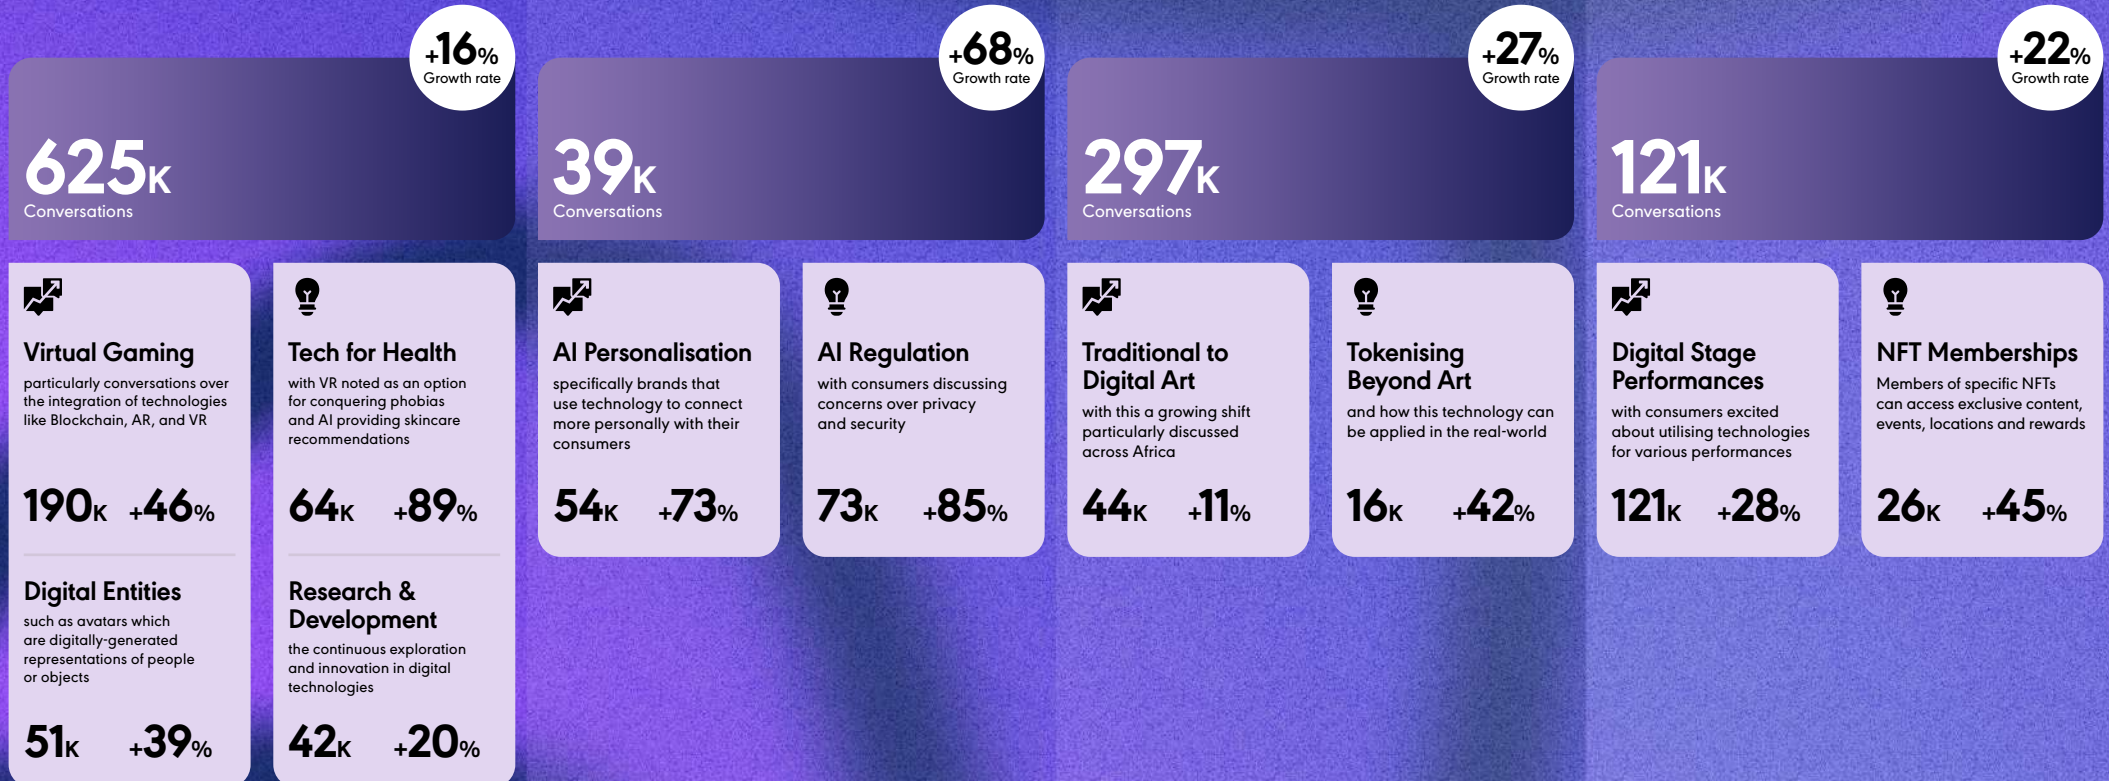 +16%
Growth rate
625K
Conversations
Virtual Gaming
particularly conversations over
the integration of technologies
like Blockchain, AR, and VR
190K +46%
Digital Entities
such as avatars which
are digitally-generated
representations of people
or objects
51K +39%
Tech for Health
with VR noted as an option
for conquering phobias
and AI providing skincare
recommendations
64K +89%
Research &
Development
the continuous exploration
and innovation in digital
technologies
42K +20%
+68%
Growth rate
39K
Conversations
AI Personalisation
specifically brands that
use technology to connect
more personally with their
consumers
54K +73%
AI Regulation
with consumers discussing
concerns over privacy
and security
73K +85%
+27%
Growth rate
297K
Conversations
Traditional to
Digital Art
with this a growing shift
particularly discussed
across Africa
44K +11%
Tokenising
Beyond Art
and how this technology can
be applied in the real-world
16K +42%
+22%
Growth rate
121K
Conversations
Digital Stage
Performances
with consumers excited
about utilising technologies
for various performances
121K +28%
NFT Memberships
Members of specific NFTs
can access exclusive content,
events, locations and rewards
26K +45%